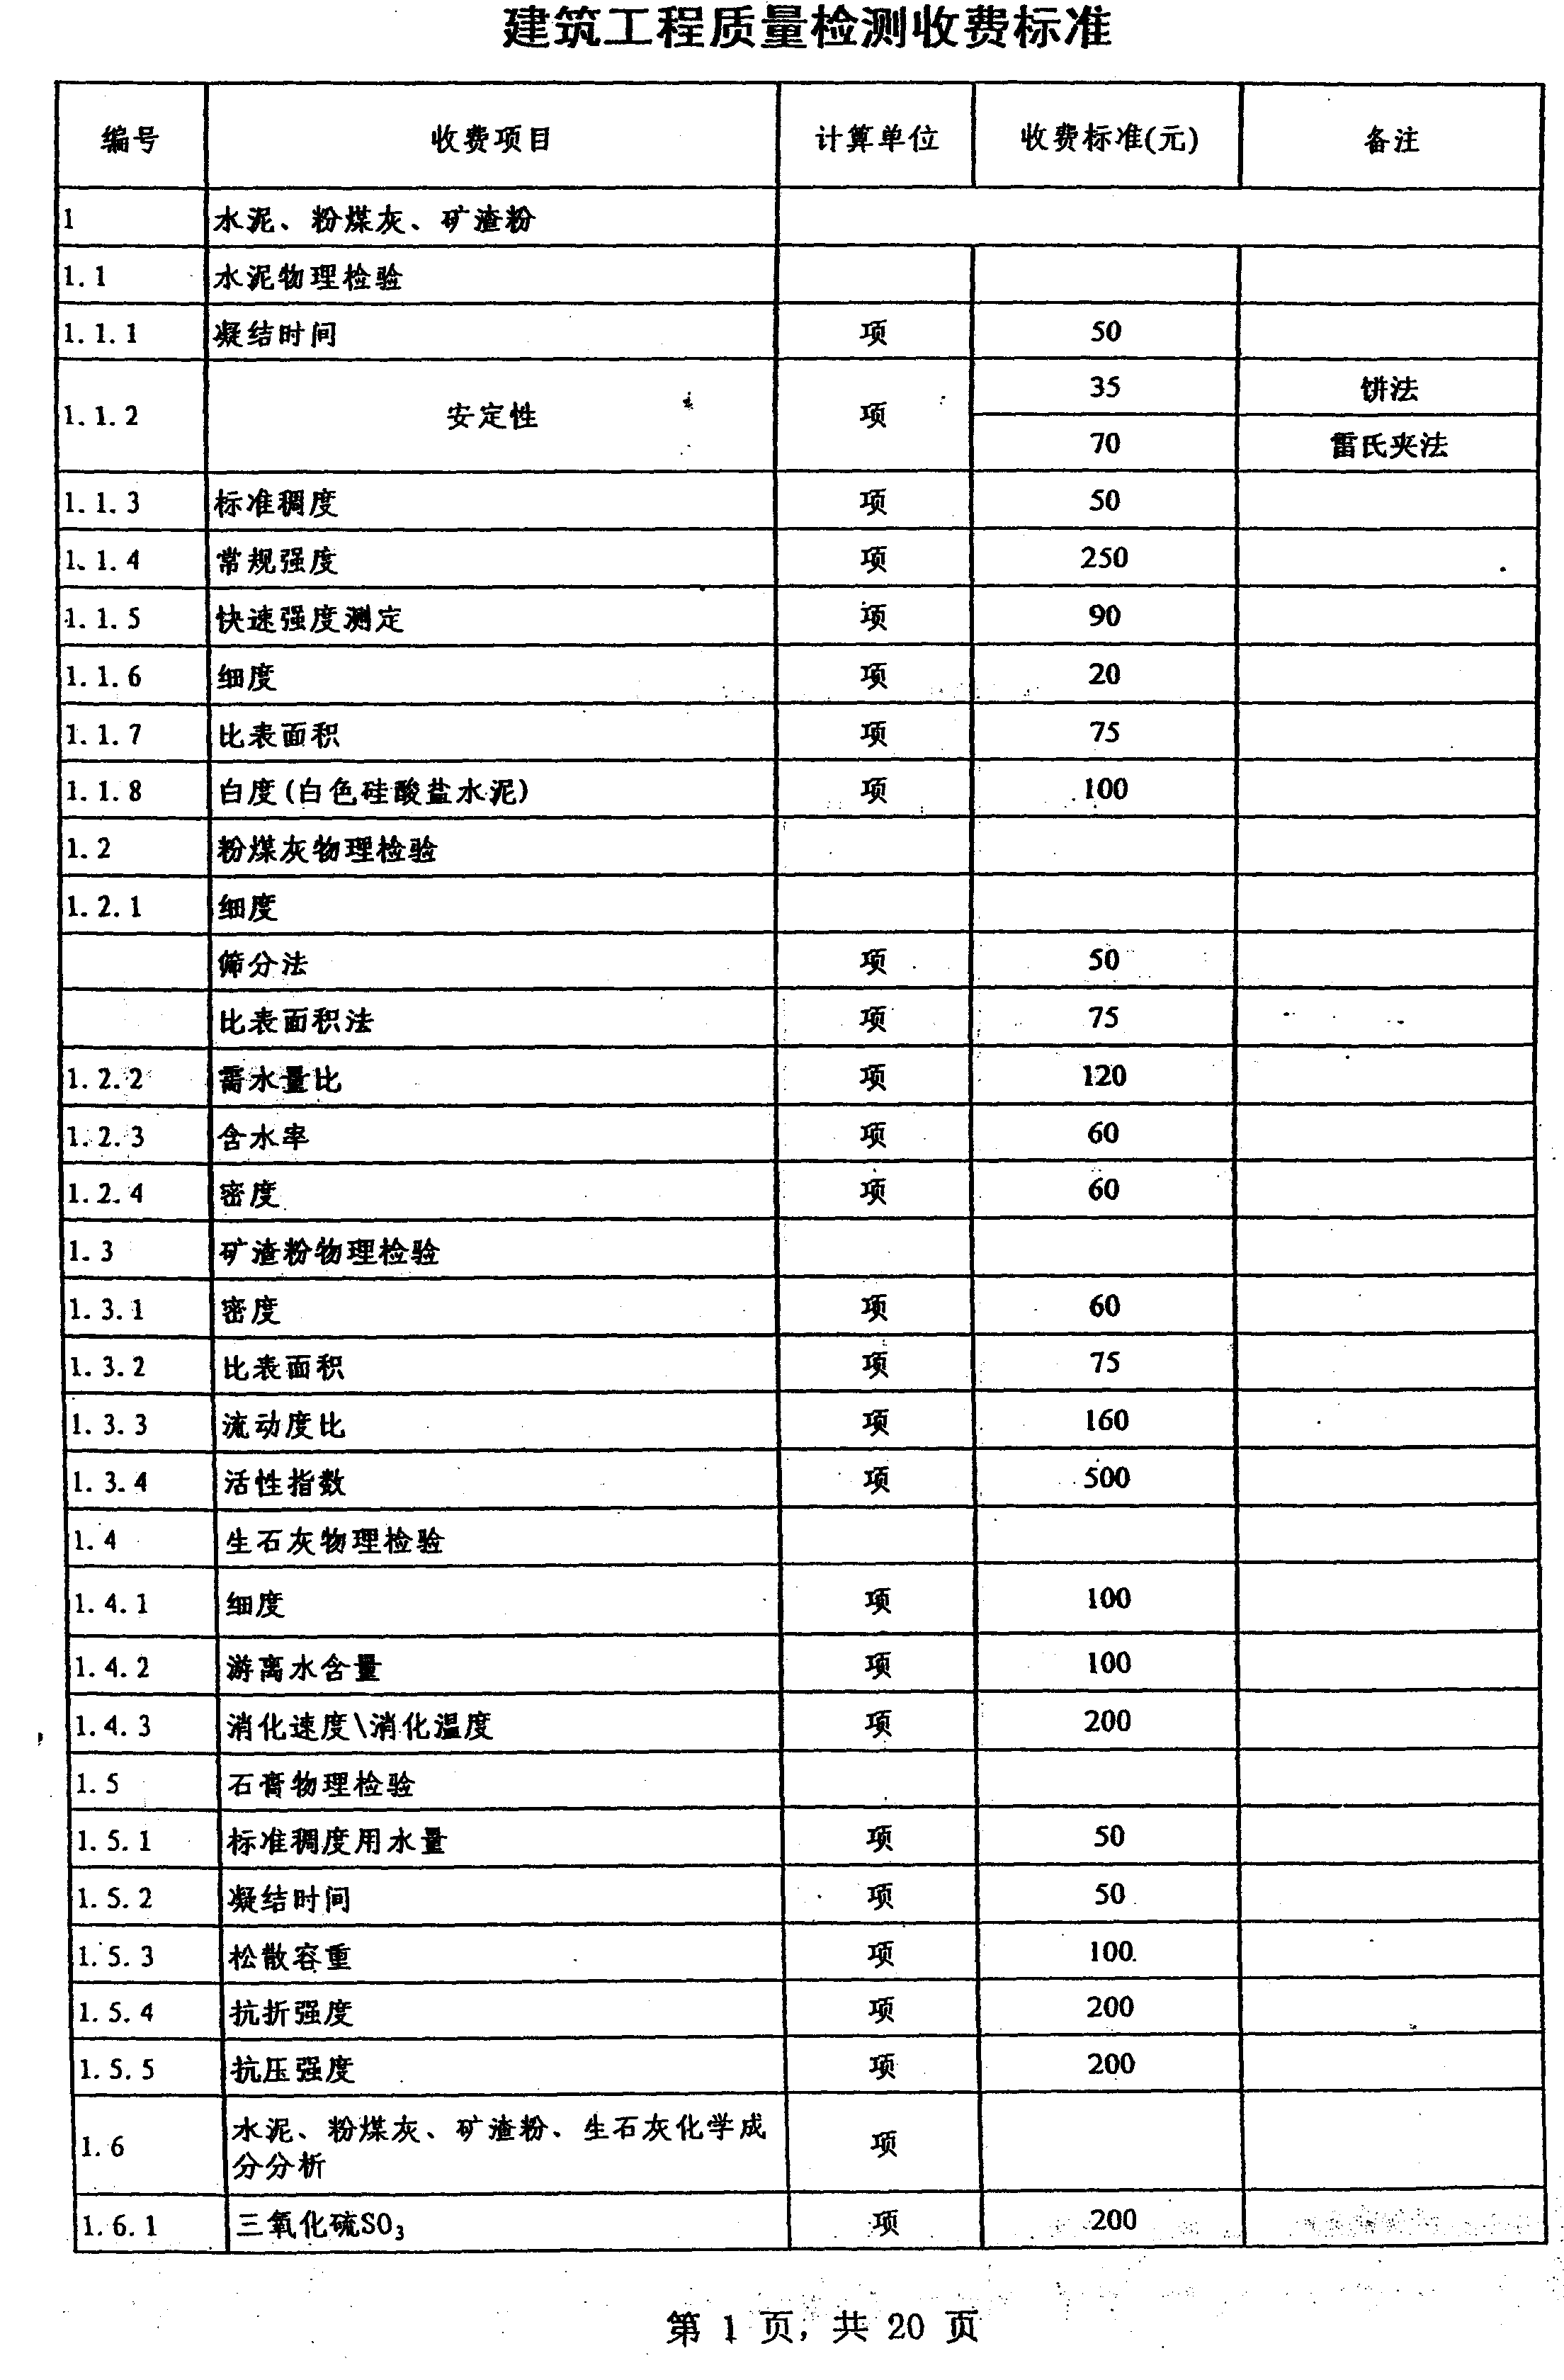 建筑工程质量检测收费标准
编号 收费项目 计算单位 收费标准(元) 备注
1 水泥、粉煤灰、矿渣粉
1.1 水泥物理检验
1.1.1 凝结时间 项 50
1.1.2 安定性 项 35 饼法
70 雷氏夹法
1.1.3 标准稠度 项 50
1.1.4 常规强度 项 250
1.1.5 快速强度测定 项 90
1.1.6 细度 项 20
1.1.7 比表面积 项 75
1.1.8 白度(白色硅酸盐水泥) 项 100
1.2 粉煤灰物理检验
1.2.1 细度
筛分法 项 50
比表面积法 项 75
1.2.2 需水量比 项 120
1.2.3 含水率 项 60
1.2.4 密度 项 60
1.3 矿渣粉物理检验
1.3.1 密度 项 60
1.3.2 比表面积 项 75
1.3.3 流动度比 项 160
1.3.4 活性指数 项 500
1.4 生石灰物理检验
1.4.1 细度 项 100
1.4.2 游离水含量 项 100
1.4.3 消化速度\消化温度 项 200
1.5 石膏物理检验
1.5.1 标准稠度用水量 项 50
1.5.2 凝结时间 项 50
1.5.3 松散容重 项 100
1.5.4 抗折强度 项 200
1.5.5 抗压强度 项 200
1.6 水泥、粉煤灰、矿渣粉、生石灰化学成 项
分分析
1.6.1 三氧化硫SO₃ 项 200
第 1 页，共 20 页